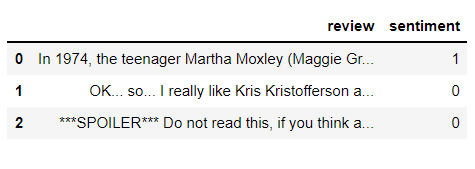 review sentiment
0 In 1974, the teenager Martha Moxley (Maggie Gr... 1
1 OK... so... I really like Kris Kristofferson a... 0
2 ***SPOILER*** Do not read this, if you think a... 0